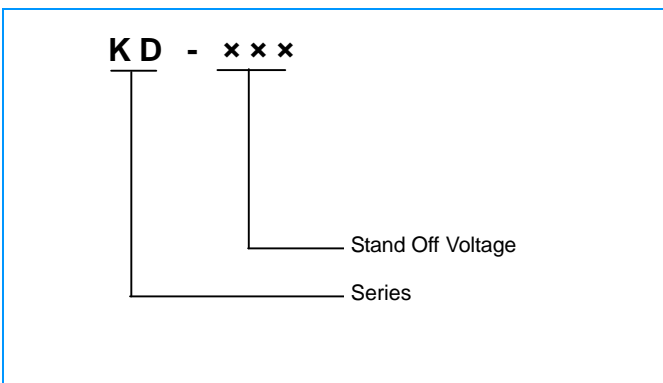 KD - ×××
Stand Off Voltage
Series